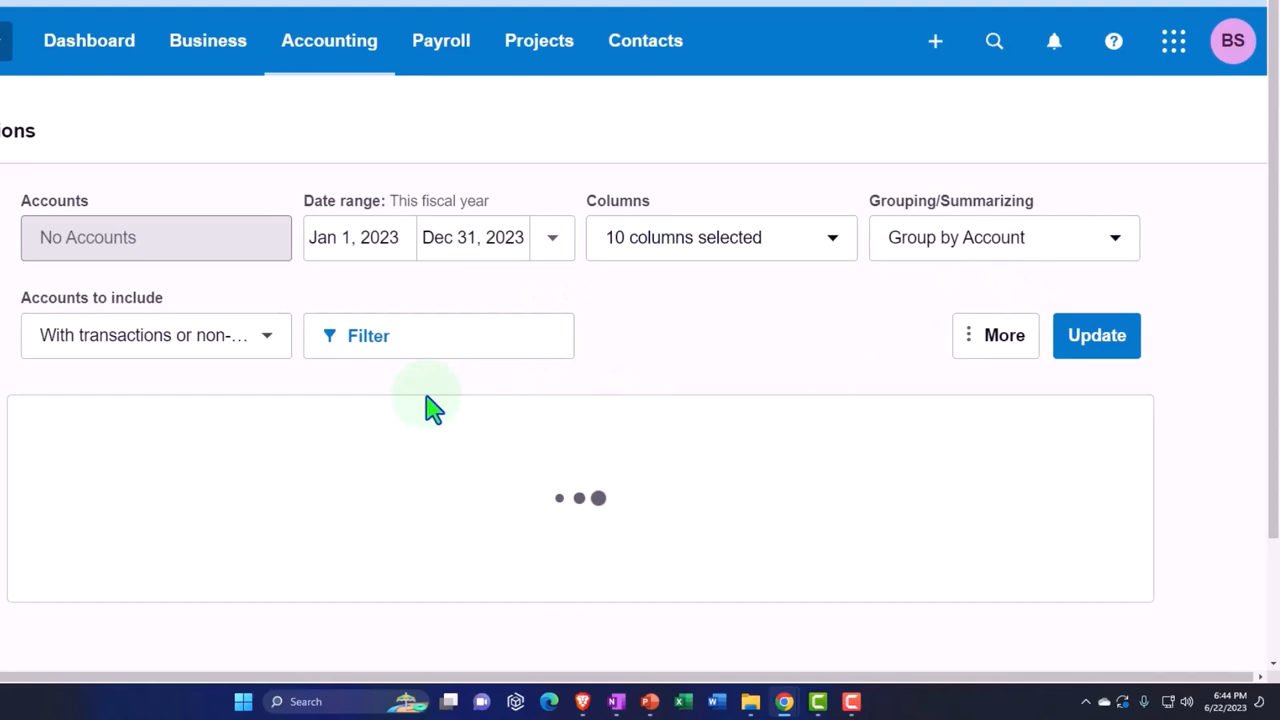 Dashboard Business Accounting Payroll Projects Contacts BS
ions
Accounts Date range: This fiscal year Columns Grouping/Summarizing
No Accounts Jan 1, 2023 Dec 31, 2023 10 columns selected Group by Account
Accounts to include
With transactions or non-... Filter More Update
Search 6:44 PM
6/22/2023